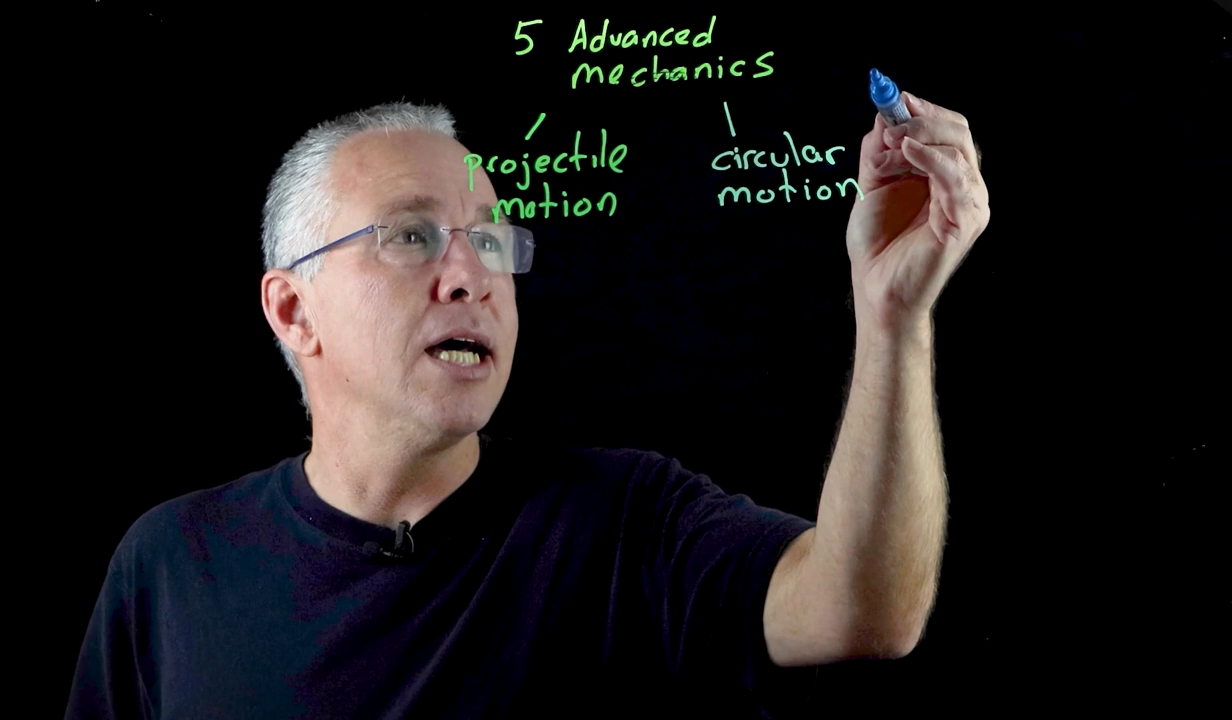 5 Advanced
mechanics
projectile
motion
circular
motion